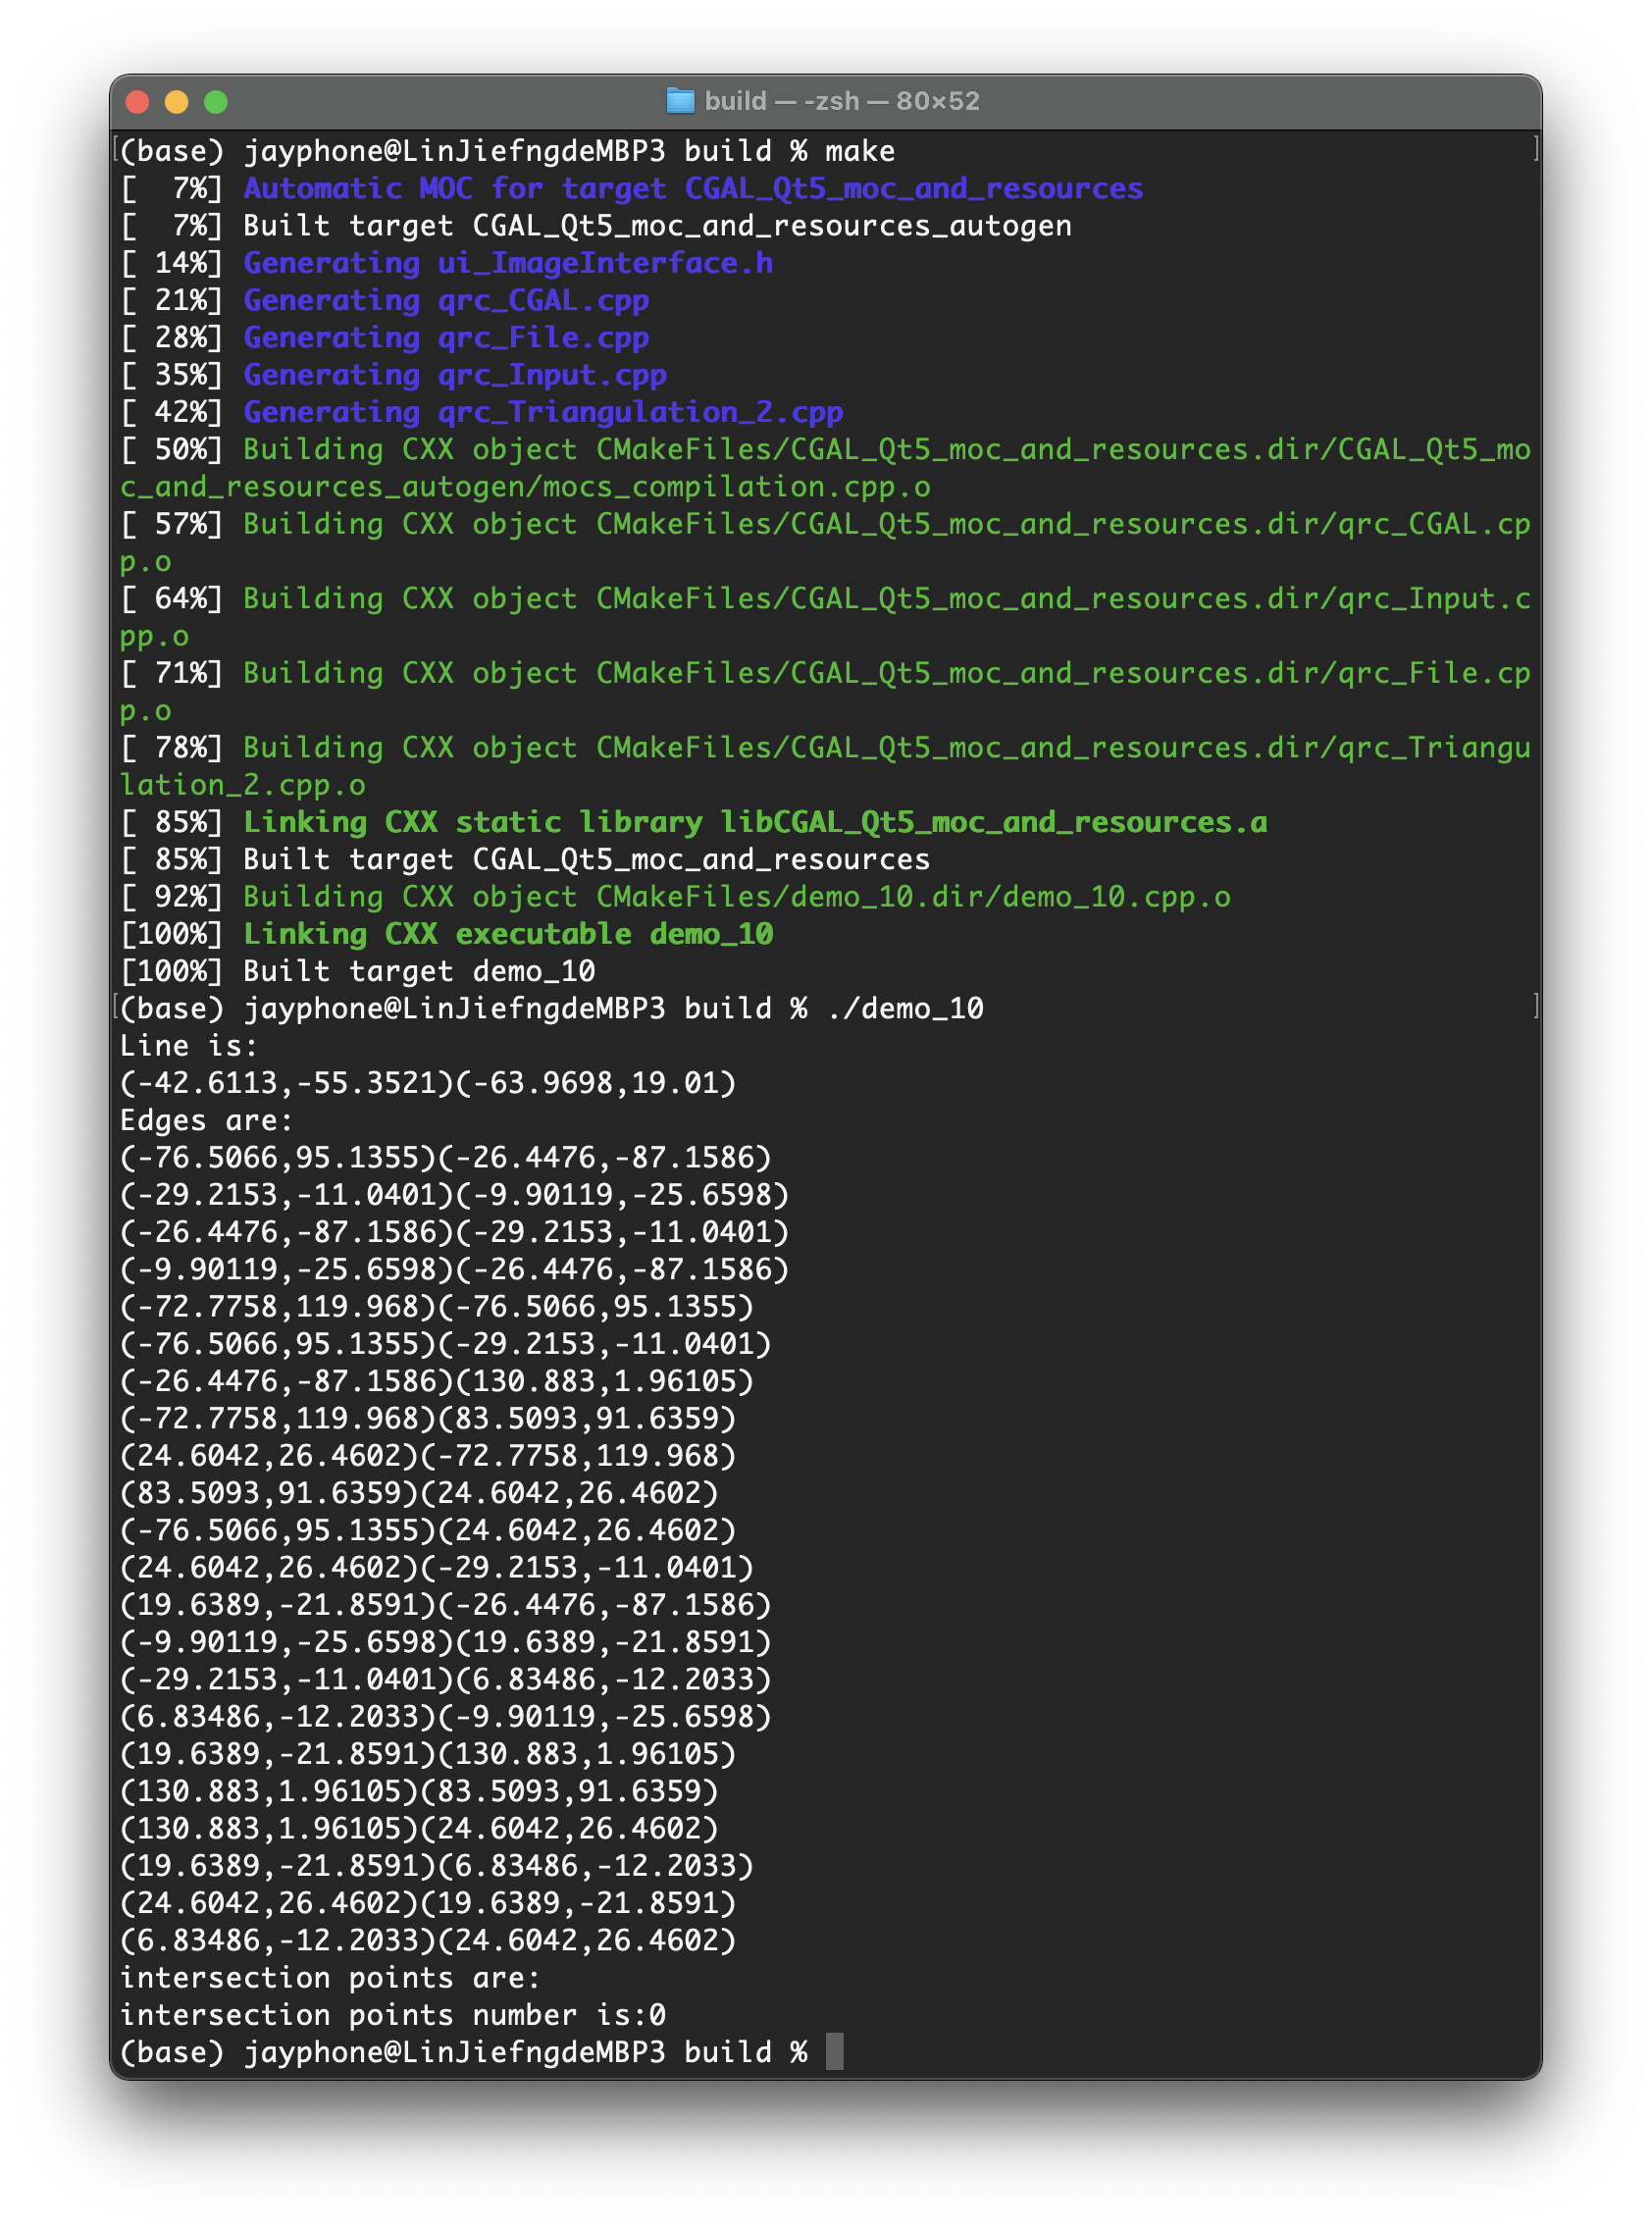 build — -zsh — 80×52
(base) jayphone@LinJiefngdeMBP3 build % make
[  7%] Automatic MOC for target CGAL_Qt5_moc_and_resources
[  7%] Built target CGAL_Qt5_moc_and_resources_autogen
[ 14%] Generating ui_ImageInterface.h
[ 21%] Generating qrc_CGAL.cpp
[ 28%] Generating qrc_File.cpp
[ 35%] Generating qrc_Input.cpp
[ 42%] Generating qrc_Triangulation_2.cpp
[ 50%] Building CXX object CMakeFiles/CGAL_Qt5_moc_and_resources.dir/CGAL_Qt5_mo
c_and_resources_autogen/mocs_compilation.cpp.o
[ 57%] Building CXX object CMakeFiles/CGAL_Qt5_moc_and_resources.dir/qrc_CGAL.cp
p.o
[ 64%] Building CXX object CMakeFiles/CGAL_Qt5_moc_and_resources.dir/qrc_Input.c
pp.o
[ 71%] Building CXX object CMakeFiles/CGAL_Qt5_moc_and_resources.dir/qrc_File.cp
p.o
[ 78%] Building CXX object CMakeFiles/CGAL_Qt5_moc_and_resources.dir/qrc_Triangu
lation_2.cpp.o
[ 85%] Linking CXX static library libCGAL_Qt5_moc_and_resources.a
[ 85%] Built target CGAL_Qt5_moc_and_resources
[ 92%] Building CXX object CMakeFiles/demo_10.dir/demo_10.cpp.o
[100%] Linking CXX executable demo_10
[100%] Built target demo_10
(base) jayphone@LinJiefngdeMBP3 build % ./demo_10
Line is:
(-42.6113,-55.3521)(-63.9698,19.01)
Edges are:
(-76.5066,95.1355)(-26.4476,-87.1586)
(-29.2153,-11.0401)(-9.90119,-25.6598)
(-26.4476,-87.1586)(-29.2153,-11.0401)
(-9.90119,-25.6598)(-26.4476,-87.1586)
(-72.7758,119.968)(-76.5066,95.1355)
(-76.5066,95.1355)(-29.2153,-11.0401)
(-26.4476,-87.1586)(130.883,1.96105)
(-72.7758,119.968)(83.5093,91.6359)
(24.6042,26.4602)(-72.7758,119.968)
(83.5093,91.6359)(24.6042,26.4602)
(-76.5066,95.1355)(24.6042,26.4602)
(24.6042,26.4602)(-29.2153,-11.0401)
(19.6389,-21.8591)(-26.4476,-87.1586)
(-9.90119,-25.6598)(19.6389,-21.8591)
(-29.2153,-11.0401)(6.83486,-12.2033)
(6.83486,-12.2033)(-9.90119,-25.6598)
(19.6389,-21.8591)(130.883,1.96105)
(130.883,1.96105)(83.5093,91.6359)
(130.883,1.96105)(24.6042,26.4602)
(19.6389,-21.8591)(6.83486,-12.2033)
(24.6042,26.4602)(19.6389,-21.8591)
(6.83486,-12.2033)(24.6042,26.4602)
intersection points are:
intersection points number is:0
(base) jayphone@LinJiefngdeMBP3 build %